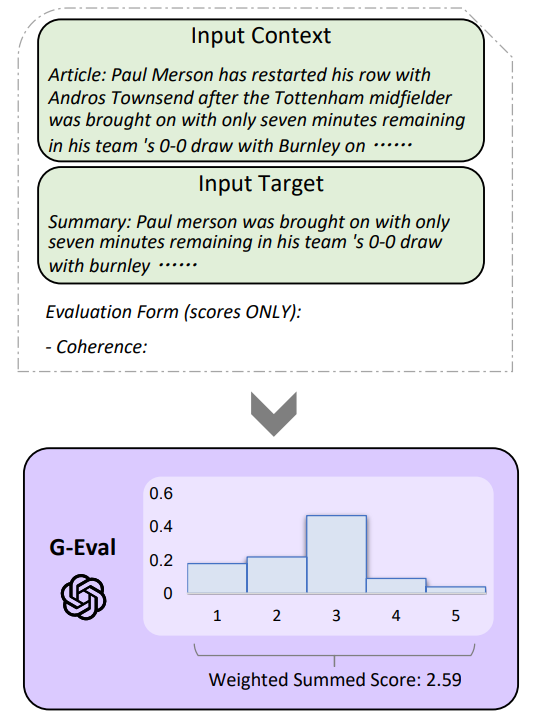 Input Context
Article: Paul Merson has restarted his row with
Andros Townsend after the Tottenham midfielder
was brought on with only seven minutes remaining
in his team 's 0-0 draw with Burnley on ······
Input Target
Summary: Paul merson was brought on with only
seven minutes remaining in his team 's 0-0 draw
with burnley ······
Evaluation Form (scores ONLY):
- Coherence:
G-Eval
0.6
0.4
0.2
0
1 2 3 4 5
Weighted Summed Score: 2.59